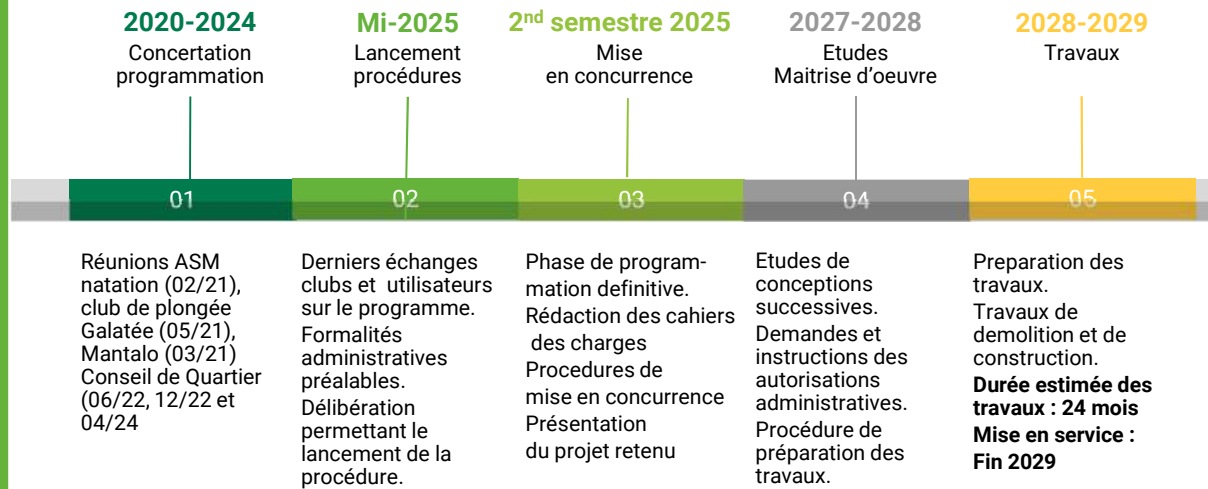 2020-2024
Concertation
programmation
Mi-2025
Lancement
procédures
2nd semestre 2025
Mise
en concurrence
2027-2028
Etudes
Maitrise d'oeuvre
2028-2029
Travaux
01
02
03
04
05
Réunions ASM
natation (02/21),
club de plongée
Galatée (05/21),
Mantalo (03/21)
Conseil de Quartier
(06/22, 12/22 et
04/24
Derniers échanges
clubs et utilisateurs
sur le programme.
Formalités
administratives
préalables.
Délibération
permettant le
lancement de la
procédure.
Phase de program-
mation definitive.
Rédaction des cahiers
des charges
Procedures de
mise en concurrence
Présentation
du projet retenu
Etudes de
conceptions
successives.
Demandes et
instructions des
autorisations
administratives.
Procédure de
préparation des
travaux.
Preparation des
travaux.
Travaux de
demolition et de
construction.
Durée estimée des
travaux : 24 mois
Mise en service :
Fin 2029